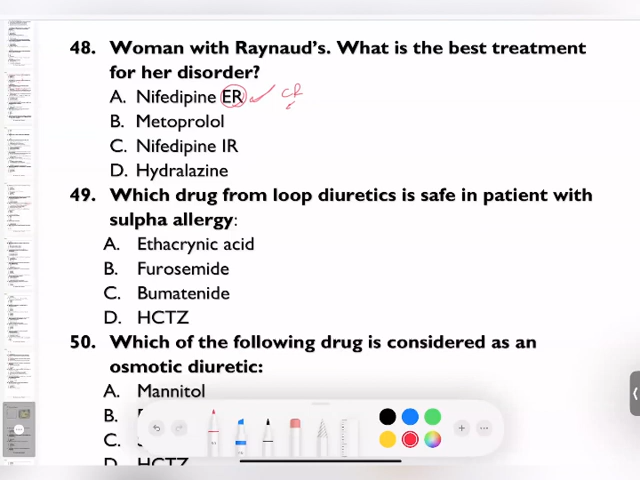 48. Woman with Raynaud's. What is the best treatment
for her disorder?
A. Nifedipine ER CR
B. Metoprolol
C. Nifedipine IR
D. Hydralazine
49. Which drug from loop diuretics is safe in patient with
sulpha allergy:
A. Ethacrynic acid
B. Furosemide
C. Bumatenide
D. HCTZ
50. Which of the following drug is considered as an
osmotic diuretic:
A. Mannitol
B.
C.
D. HCTZ